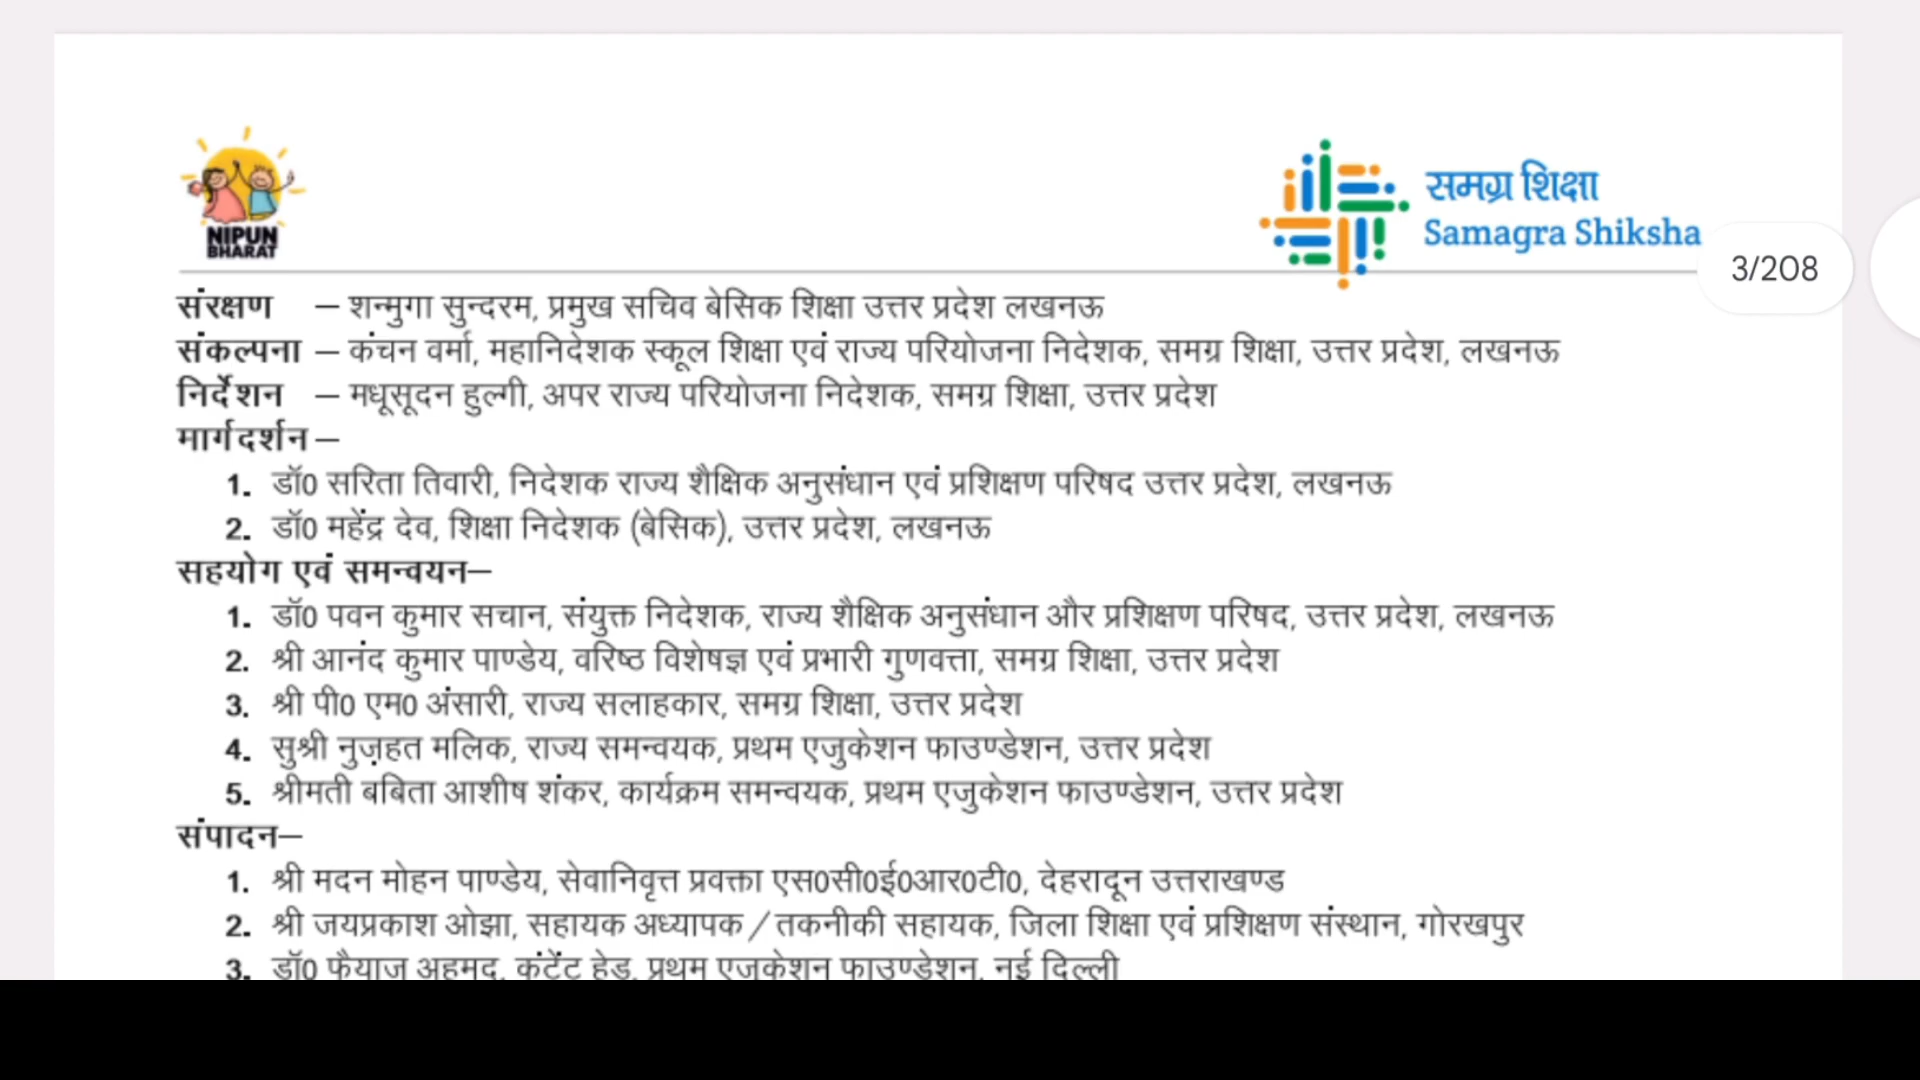 NIPUN
BHARAT
समग्र शिक्षा
Samagra Shiksha
3/208
संरक्षण – शन्मुगा सुन्दरम, प्रमुख सचिव बेसिक शिक्षा उत्तर प्रदेश लखनऊ
संकल्पना – कंचन वर्मा, महानिदेशक स्कूल शिक्षा एवं राज्य परियोजना निदेशक, समग्र शिक्षा, उत्तर प्रदेश, लखनऊ
निर्देशन – मधूसूदन हुल्गी, अपर राज्य परियोजना निदेशक, समग्र शिक्षा, उत्तर प्रदेश
मार्गदर्शन–
1. डॉ0 सरिता तिवारी, निदेशक राज्य शैक्षिक अनुसंधान एवं प्रशिक्षण परिषद उत्तर प्रदेश, लखनऊ
2. डॉ0 महेंद्र देव, शिक्षा निदेशक (बेसिक), उत्तर प्रदेश, लखनऊ
सहयोग एवं समन्वयन–
1. डॉ0 पवन कुमार सचान, संयुक्त निदेशक, राज्य शैक्षिक अनुसंधान और प्रशिक्षण परिषद, उत्तर प्रदेश, लखनऊ
2. श्री आनंद कुमार पाण्डेय, वरिष्ठ विशेषज्ञ एवं प्रभारी गुणवत्ता, समग्र शिक्षा, उत्तर प्रदेश
3. श्री पी0 एम0 अंसारी, राज्य सलाहकार, समग्र शिक्षा, उत्तर प्रदेश
4. सुश्री नुज़हत मलिक, राज्य समन्वयक, प्रथम एजुकेशन फाउण्डेशन, उत्तर प्रदेश
5. श्रीमती बबिता आशीष शंकर, कार्यक्रम समन्वयक, प्रथम एजुकेशन फाउण्डेशन, उत्तर प्रदेश
संपादन–
1. श्री मदन मोहन पाण्डेय, सेवानिवृत्त प्रवक्ता एस0सी0ई0आर0टी0, देहरादून उत्तराखण्ड
2. श्री जयप्रकाश ओझा, सहायक अध्यापक / तकनीकी सहायक, जिला शिक्षा एवं प्रशिक्षण संस्थान, गोरखपुर
3. डॉ0 फैयाज अहमद, कंटेंट हेड, प्रथम एजुकेशन फाउण्डेशन, नई दिल्ली